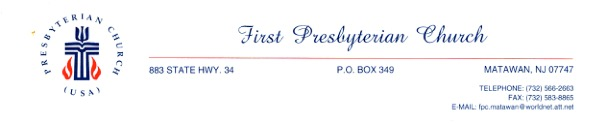 PRESBYTERIAN CHURCH
(USA)
First Presbyterian Church
883 STATE HWY. 34 P.O. BOX 349 MATAWAN, NJ 07747
TELEPHONE: (732) 566-2663
FAX: (732) 583-8865
E-MAIL: fpc.matawan@worldnet.att.net